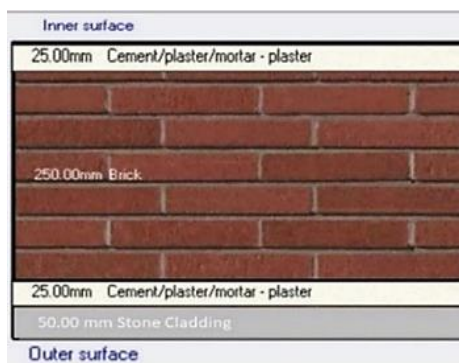 Inner surface
25.00mm Cement/plaster/mortar - plaster
250.00mm Brick
25.00mm Cement/plaster/mortar - plaster
50.00 mm Stone Cladding
Outer surface